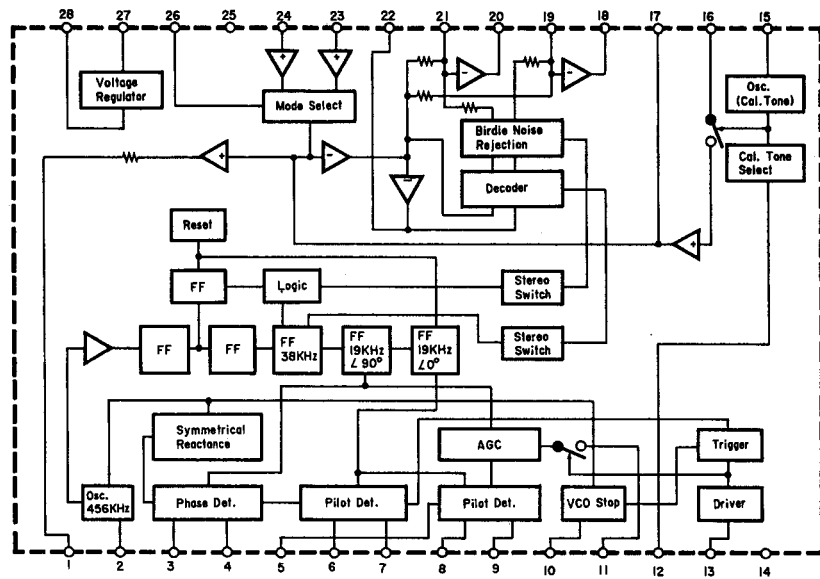 28 27 26 25 24 23 22 21 20 19 18 17 16 15
Voltage
Regulator
Mode Select
Osc.
(Cal. Tone)
Birdie Noise
Rejection
Cal. Tone
Select
Decoder
Reset
FF
Logic
Stereo
Switch
FF
FF
FF
38KHz
FF
19KHz
∠ 90°
FF
19KHz
∠0°
Stereo
Switch
Symmetrical
Reactance
AGC
Trigger
Osc.
456KHz
Phase Det.
Pilot Det.
Pilot Det.
VCO Stop
Driver
1 2 3 4 5 6 7 8 9 10 11 12 13 14